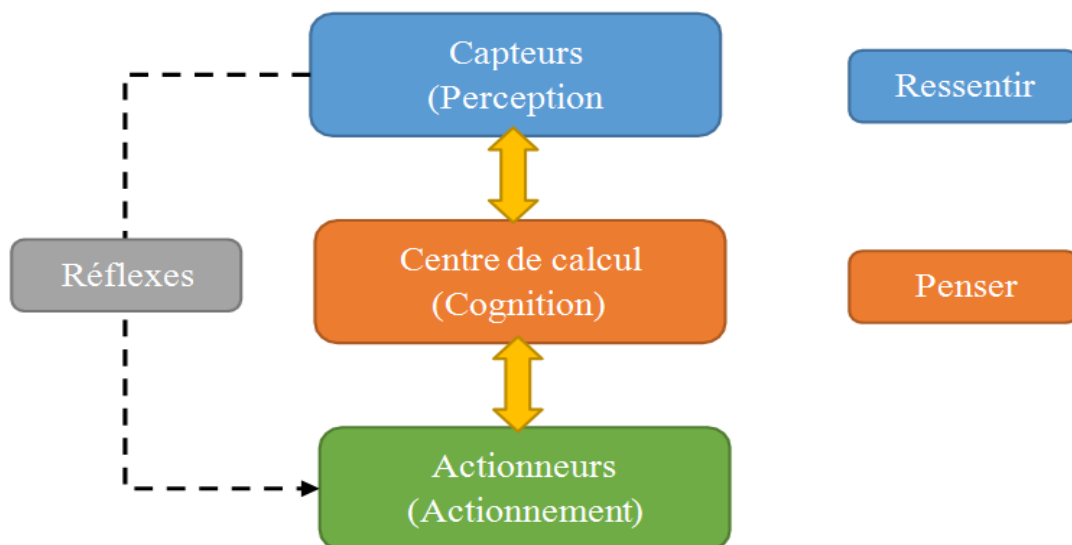 Capteurs
(Perception
Ressentir
Réflexes
Centre de calcul
(Cognition)
Penser
Actionneurs
(Actionnement)